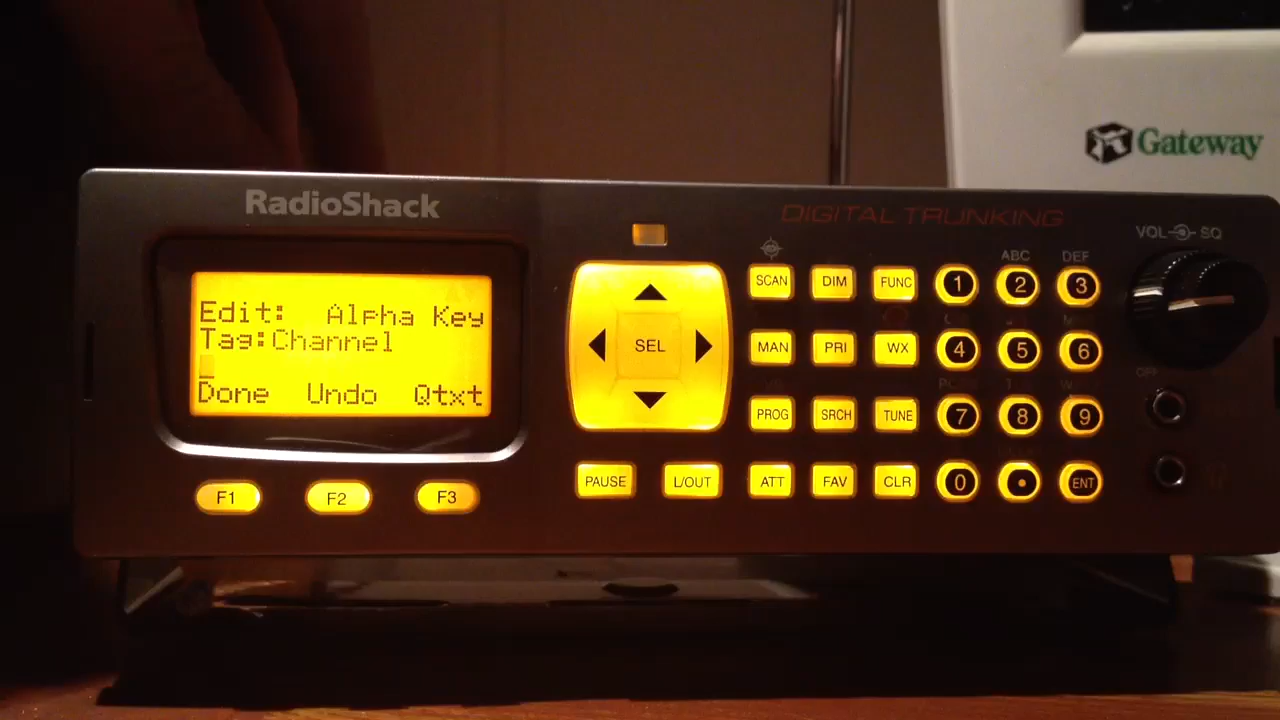 Gateway
RadioShack
DIGITAL TRUNKING
VOL SQ
Edit: Alpha Key
Tag:Channel
Done Undo Qtxt
F1 F2 F3
SEL
PAUSE L/OUT
ABC DEF
SCAN DIM FUNC 1 2 3
MAN PRI WX 4 5 6
PROG SRCH TUNE 7 8 9
ATT FAV CLR 0 • ENT
OFF